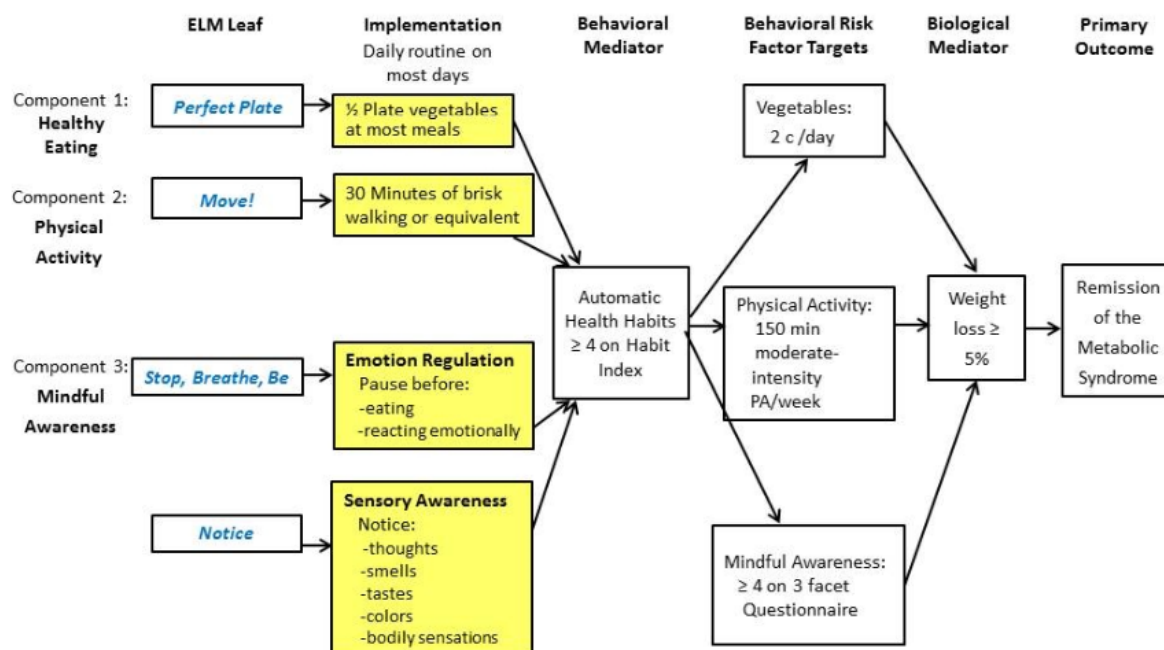 ELM Leaf
Implementation
Daily routine on
most days
Behavioral
Mediator
Behavioral Risk
Factor Targets
Biological
Mediator
Primary
Outcome
Component 1:
Healthy
Eating
Perfect Plate
½ Plate vegetables
at most meals
Component 2:
Physical
Activity
Move!
30 Minutes of brisk
walking or equivalent
Component 3:
Mindful
Awareness
Stop, Breathe, Be
Emotion Regulation
Pause before:
-eating
-reacting emotionally
Notice
Sensory Awareness
Notice:
-thoughts
-smells
-tastes
-colors
-bodily sensations
Automatic
Health Habits
≥ 4 on Habit
Index
Vegetables:
2 c /day
Physical Activity:
150 min
moderate-
intensity
PA/week
Mindful Awareness:
≥ 4 on 3 facet
Questionnaire
Weight
loss ≥
5%
Remission
of the
Metabolic
Syndrome